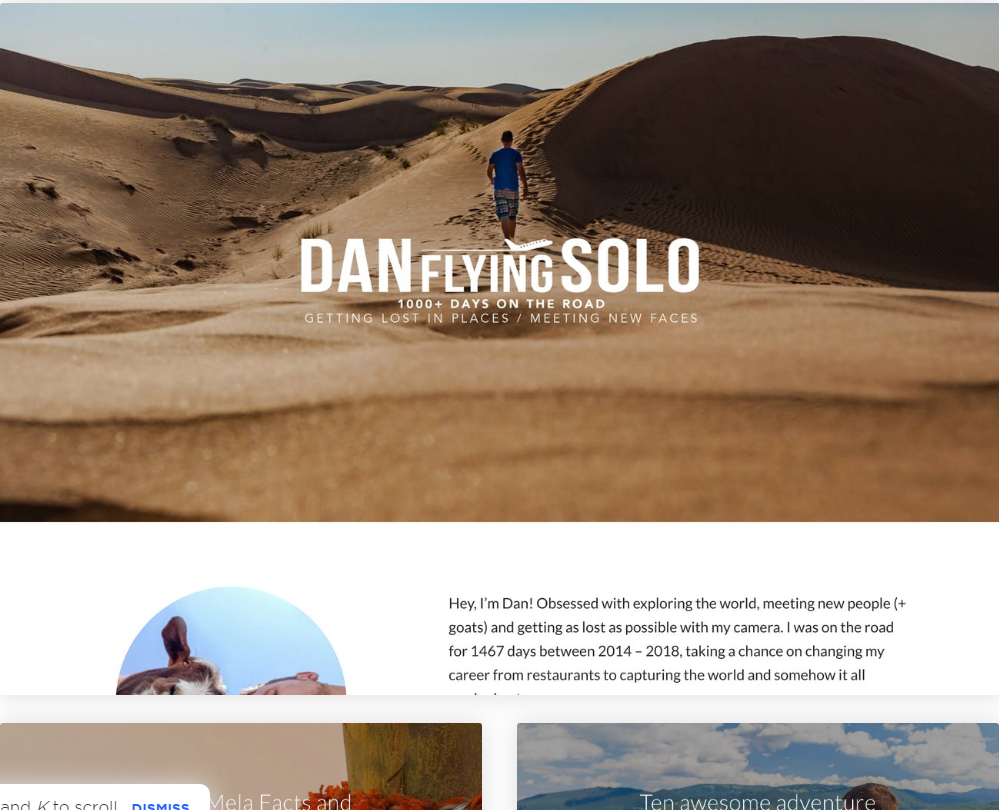 DAN FLYING SOLO
1000+ DAYS ON THE ROAD
GETTING LOST IN PLACES / MEETING NEW FACES
Hey, I’m Dan! Obsessed with exploring the world, meeting new people (+
goats) and getting as lost as possible with my camera. I was on the road
for 1467 days between 2014 – 2018, taking a chance on changing my
career from restaurants to capturing the world and somehow it all
Mela Facts and
Ten awesome adventure
and K to scroll DISMISS